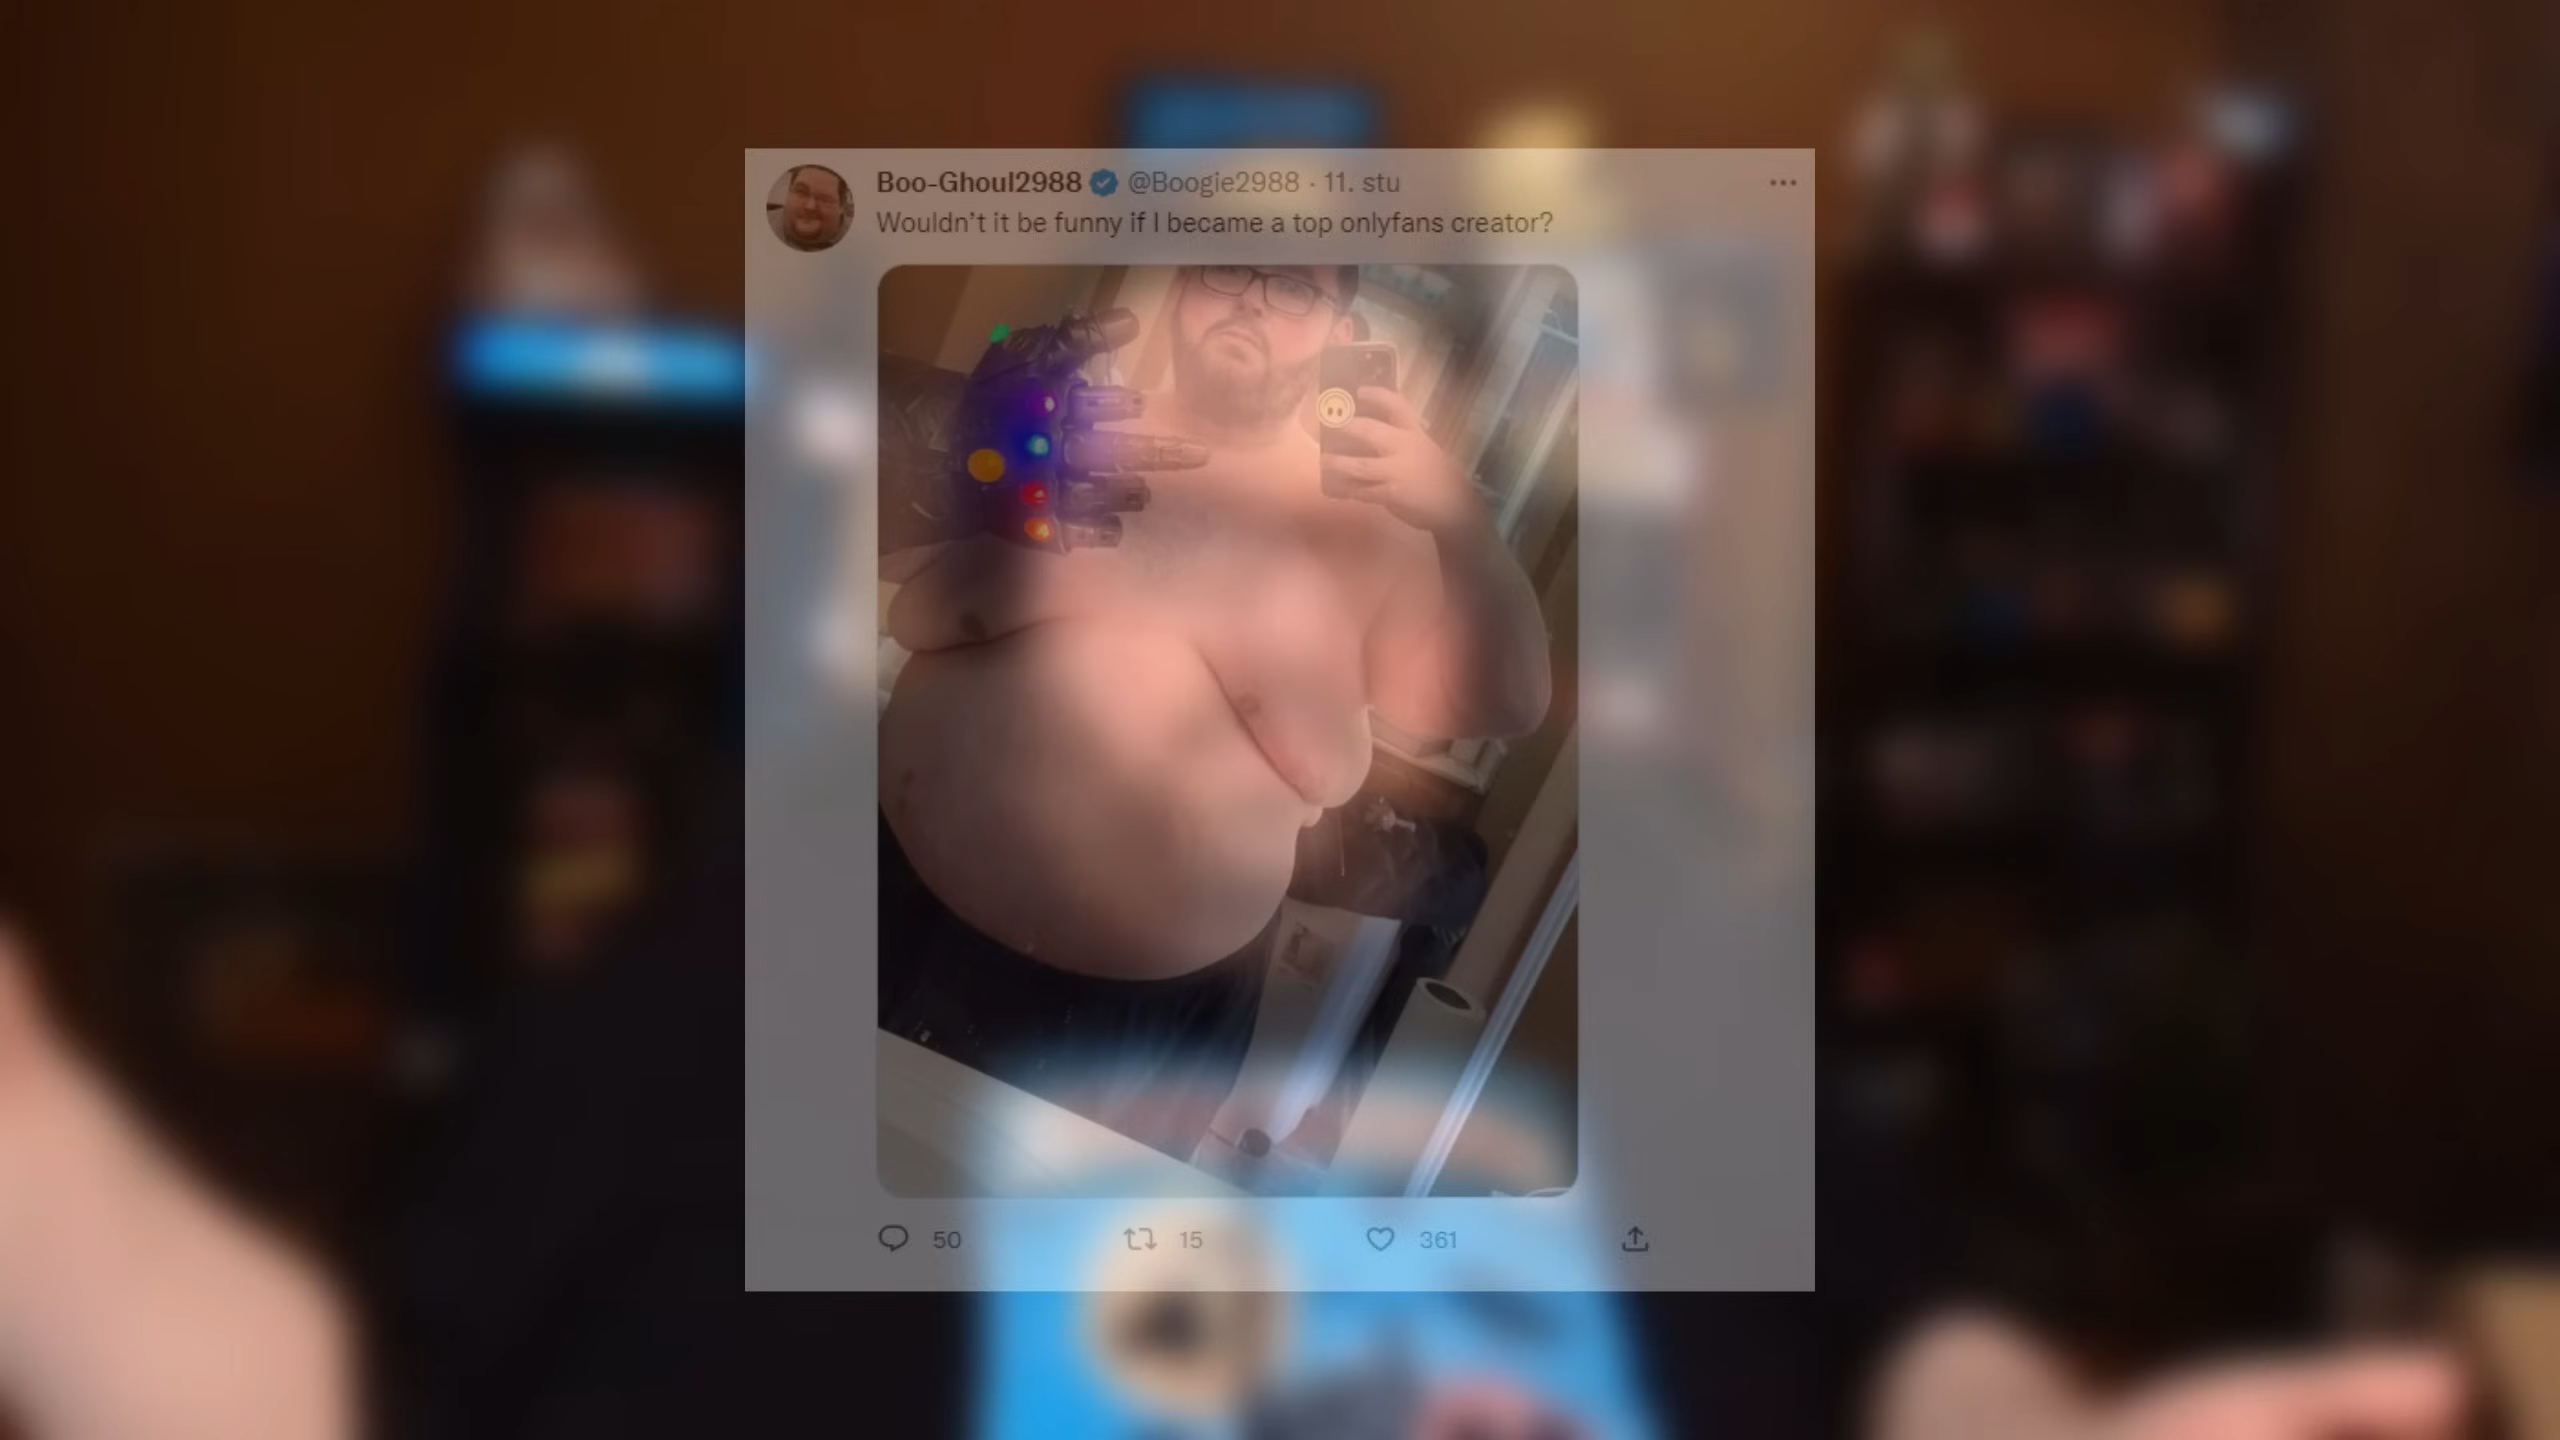 Boo-Ghoul2988 @Boogie2988 · 11. stu
Wouldn't it be funny if I became a top onlyfans creator?
50 15 361